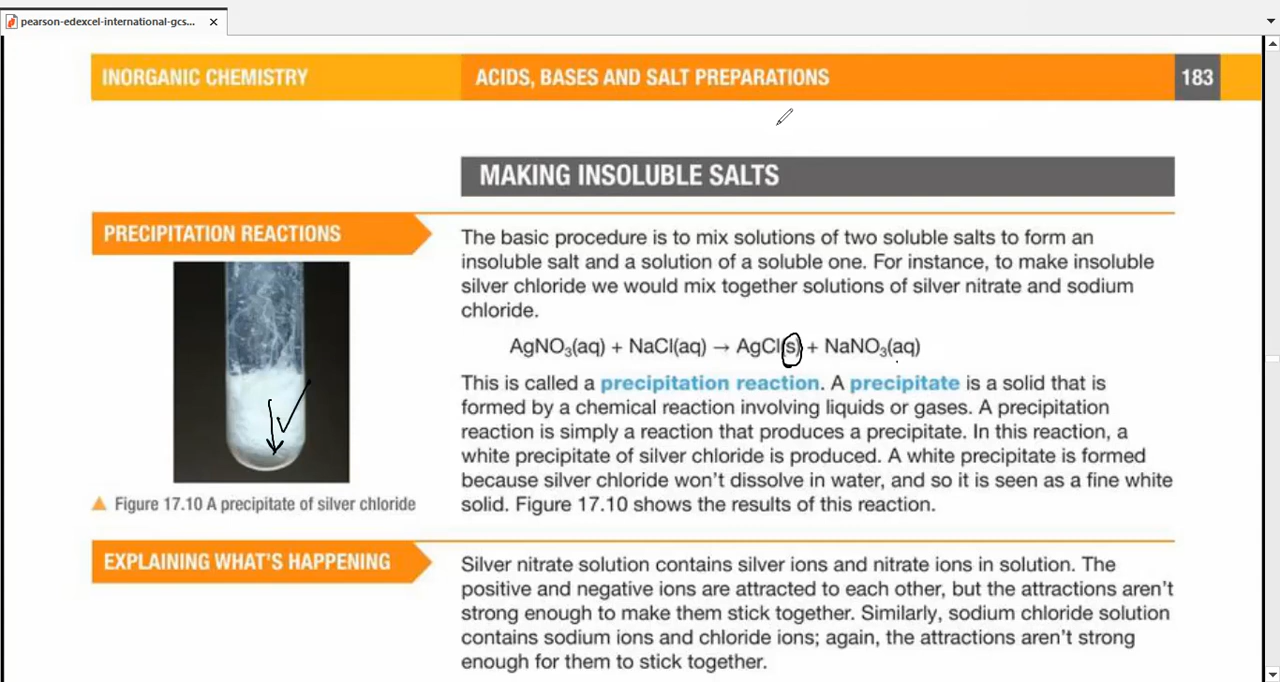 pearson-edexcel-international-gcs...
INORGANIC CHEMISTRY
ACIDS, BASES AND SALT PREPARATIONS
183
MAKING INSOLUBLE SALTS
PRECIPITATION REACTIONS
The basic procedure is to mix solutions of two soluble salts to form an
insoluble salt and a solution of a soluble one. For instance, to make insoluble
silver chloride we would mix together solutions of silver nitrate and sodium
chloride.
AgNO₃(aq) + NaCl(aq) → AgCl(s) + NaNO₃(aq)
This is called a precipitation reaction. A precipitate is a solid that is
formed by a chemical reaction involving liquids or gases. A precipitation
reaction is simply a reaction that produces a precipitate. In this reaction, a
white precipitate of silver chloride is produced. A white precipitate is formed
because silver chloride won't dissolve in water, and so it is seen as a fine white
solid. Figure 17.10 shows the results of this reaction.
Figure 17.10 A precipitate of silver chloride
EXPLAINING WHAT'S HAPPENING
Silver nitrate solution contains silver ions and nitrate ions in solution. The
positive and negative ions are attracted to each other, but the attractions aren't
strong enough to make them stick together. Similarly, sodium chloride solution
contains sodium ions and chloride ions; again, the attractions aren't strong
enough for them to stick together.